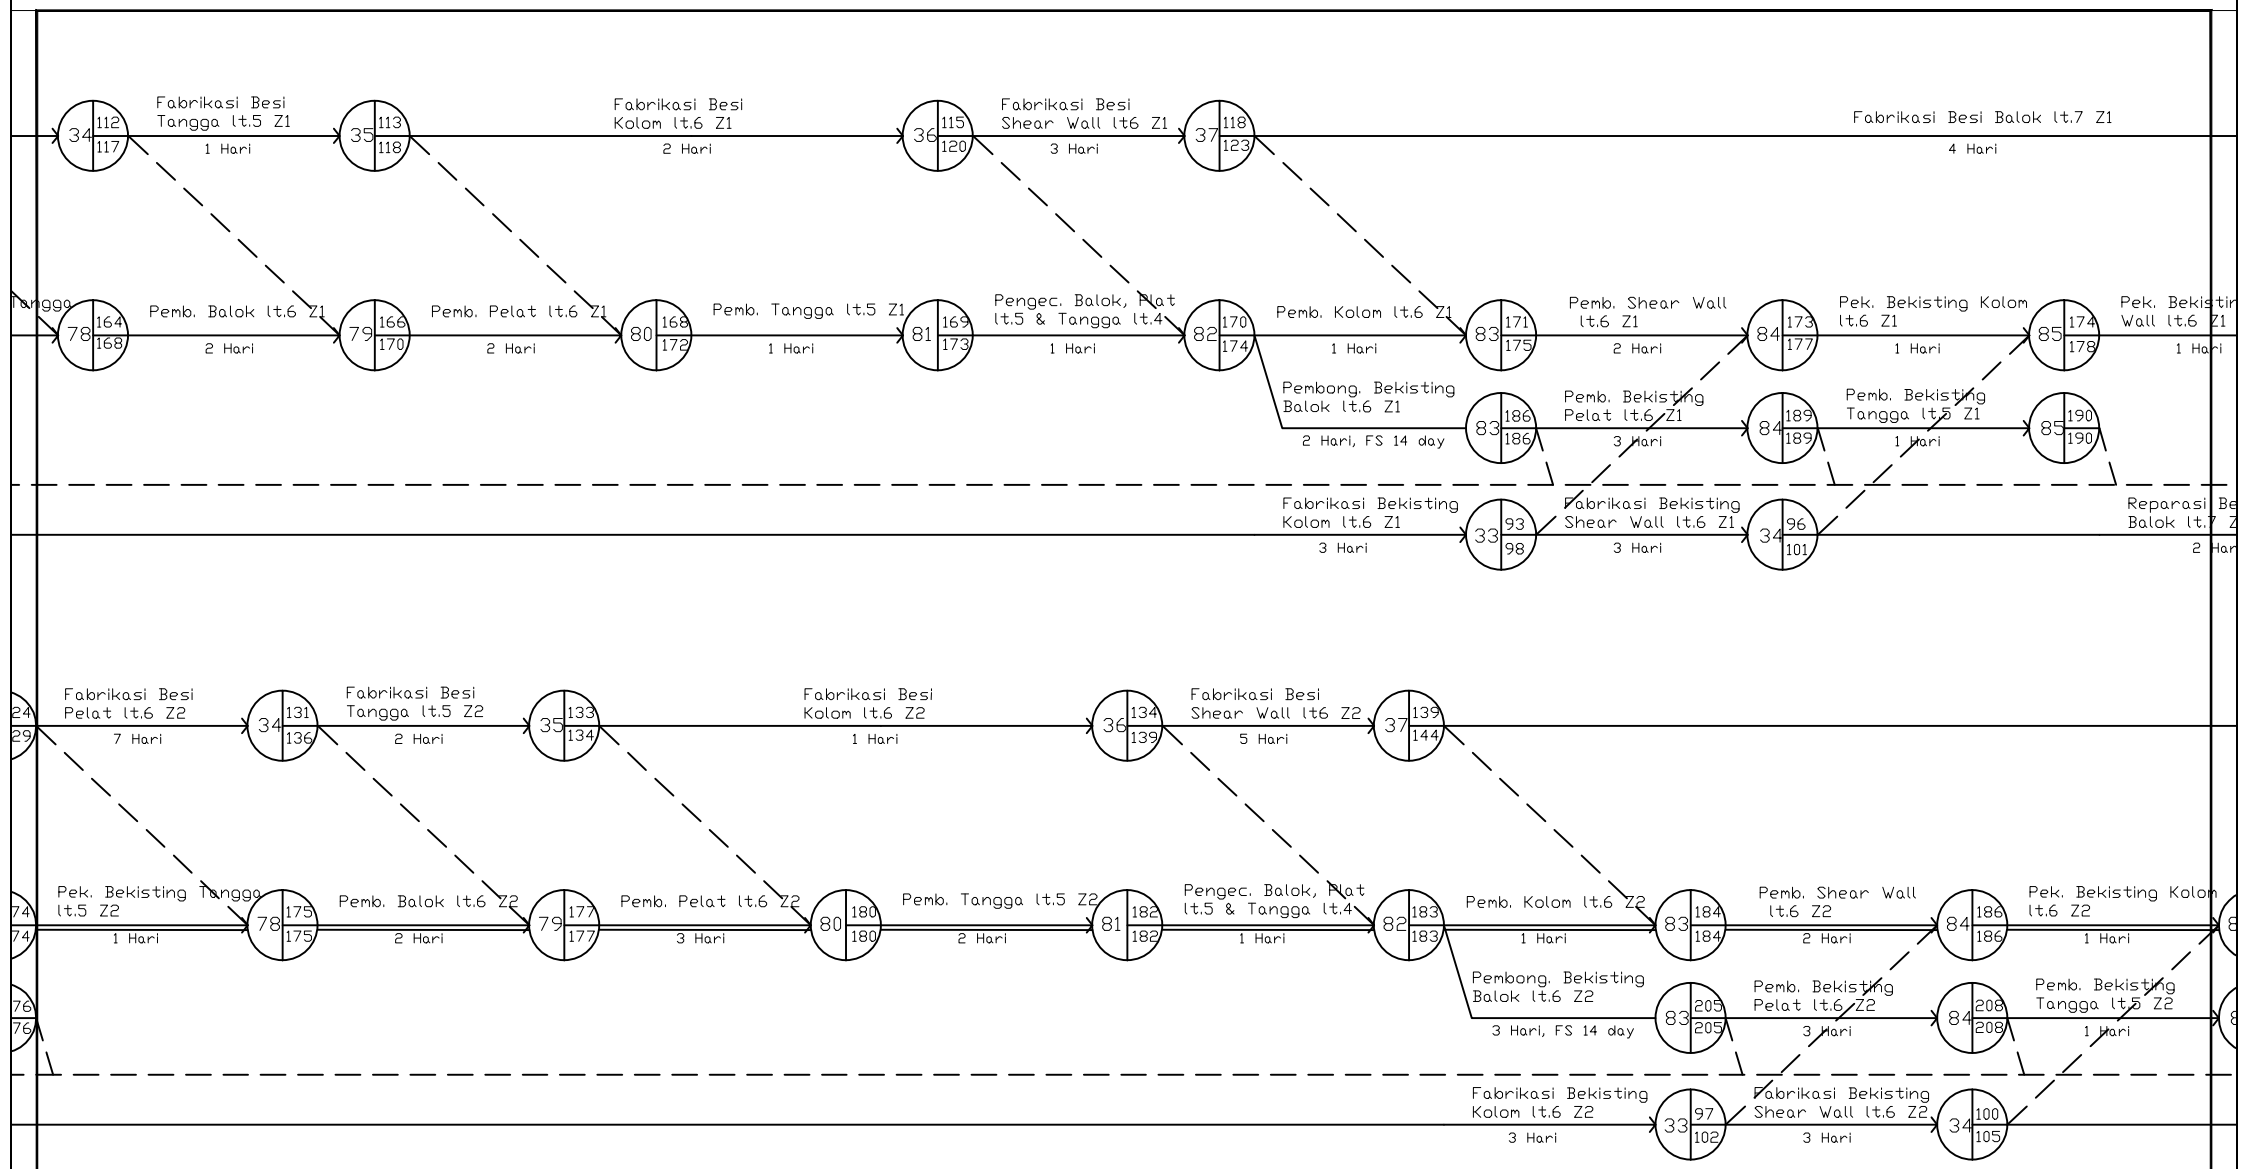 Fabrikasi Besi
Tangga lt.5 Z1
1 Hari
Fabrikasi Besi
Kolom lt.6 Z1
2 Hari
Fabrikasi Besi
Shear Wall lt6 Z1
3 Hari
Fabrikasi Besi Balok lt.7 Z1
4 Hari
34 112 117
35 113 118
36 115 120
37 118 123
Tangga
Pemb. Balok lt.6 Z1
2 Hari
Pemb. Pelat lt.6 Z1
2 Hari
Pemb. Tangga lt.5 Z1
1 Hari
Pengec. Balok, Plat
lt.5 & Tangga lt.4
1 Hari
Pemb. Kolom lt.6 Z1
1 Hari
Pemb. Shear Wall
lt.6 Z1
2 Hari
Pek. Bekisting Kolom
lt.6 Z1
1 Hari
Pek. Bekistin
Wall lt.6 Z1
1 Hari
78 164 168
79 166 170
80 168 172
81 169 173
82 170 174
83 171 175
84 173 177
85 174 178
Pembong. Bekisting
Balok lt.6 Z1
2 Hari, FS 14 day
Pemb. Bekisting
Pelat lt.6 Z1
3 Hari
Pemb. Bekisting
Tangga lt.5 Z1
1 Hari
83 186 186
84 189 189
85 190 190
Fabrikasi Bekisting
Kolom lt.6 Z1
3 Hari
Fabrikasi Bekisting
Shear Wall lt.6 Z1
3 Hari
Reparasi Be
Balok lt.7 Z
2 Har
33 93 98
34 96 101
Fabrikasi Besi
Pelat lt.6 Z2
7 Hari
Fabrikasi Besi
Tangga lt.5 Z2
2 Hari
Fabrikasi Besi
Kolom lt.6 Z2
1 Hari
Fabrikasi Besi
Shear Wall lt6 Z2
5 Hari
24 29
34 131 136
35 133 134
36 134 139
37 139 144
Pek. Bekisting Tangga
lt.5 Z2
1 Hari
Pemb. Balok lt.6 Z2
2 Hari
Pemb. Pelat lt.6 Z2
3 Hari
Pemb. Tangga lt.5 Z2
2 Hari
Pengec. Balok, Plat
lt.5 & Tangga lt.4
1 Hari
Pemb. Kolom lt.6 Z2
1 Hari
Pemb. Shear Wall
lt.6 Z2
2 Hari
Pek. Bekisting Kolom
lt.6 Z2
1 Hari
74 74
78 175 175
79 177 177
80 180 180
81 182 182
82 183 183
83 184 184
84 186 186
8
Pembong. Bekisting
Balok lt.6 Z2
3 Hari, FS 14 day
Pemb. Bekisting
Pelat lt.6 Z2
3 Hari
Pemb. Bekisting
Tangga lt.5 Z2
1 Hari
76 76
83 205 205
84 208 208
8
Fabrikasi Bekisting
Kolom lt.6 Z2
3 Hari
Fabrikasi Bekisting
Shear Wall lt.6 Z2
3 Hari
33 97 102
34 100 105